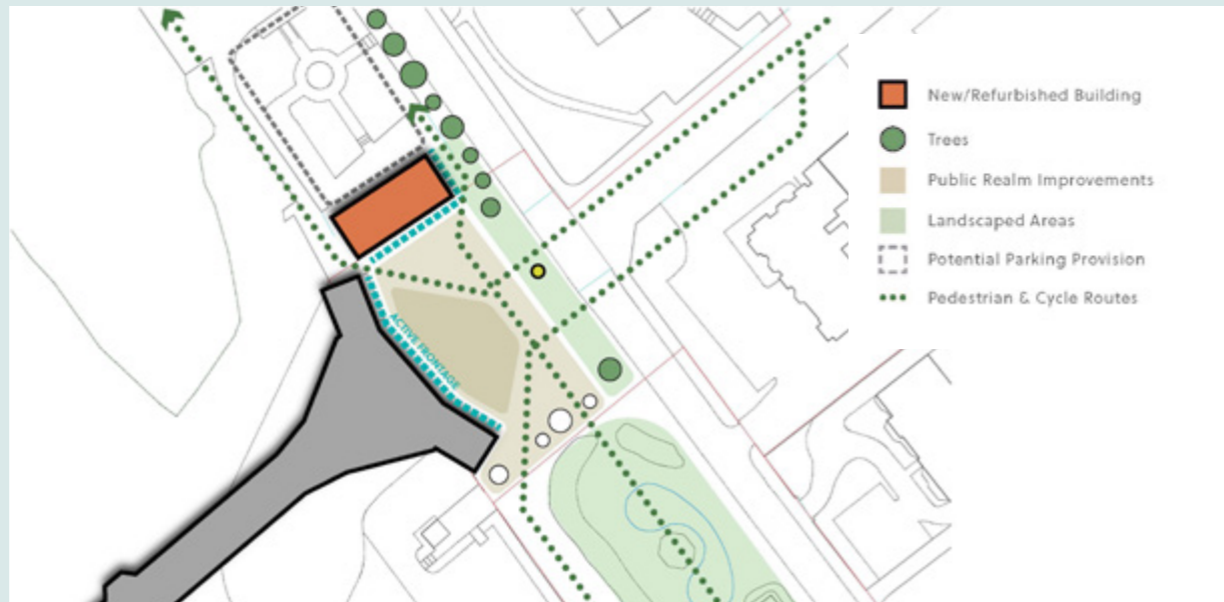 New/Refurbished Building
Trees
Public Realm Improvements
Landscaped Areas
Potential Parking Provision
Pedestrian & Cycle Routes
ACTIVE FRONTAGE